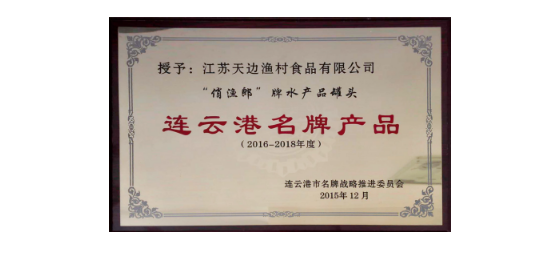 授予：江苏天边渔村食品有限公司
“俏渔郷”牌水产品罐头
连云港名牌产品
（2016-2018年度）
连云港市名牌战略推进委员会
2015年12月